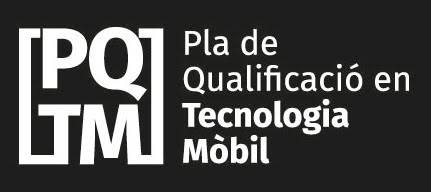 PQ
TM
Pla de
Qualificació en
Tecnologia
Mòbil